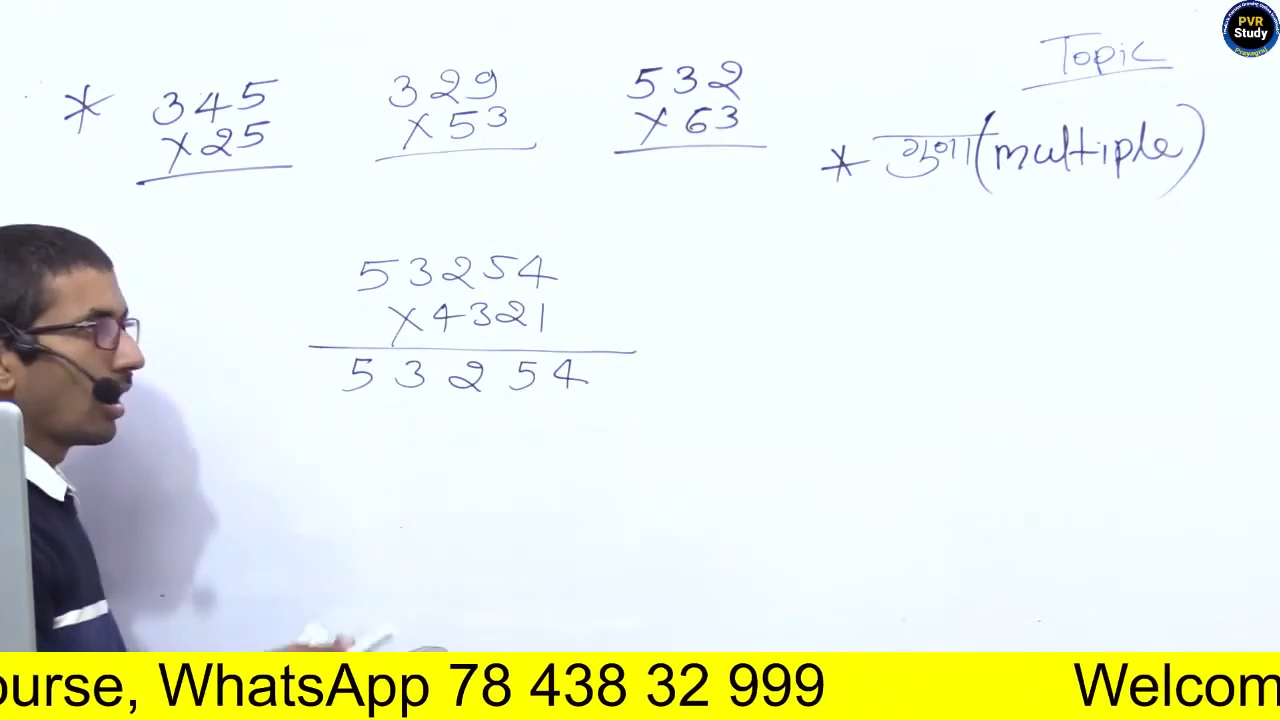 PVR
Study
Prayagraj
Topic
* गुणा (multiple)
* 345
×25
329
×53
532
×63
53254
×4321
53254
ourse, WhatsApp 78 438 32 999 Welcom